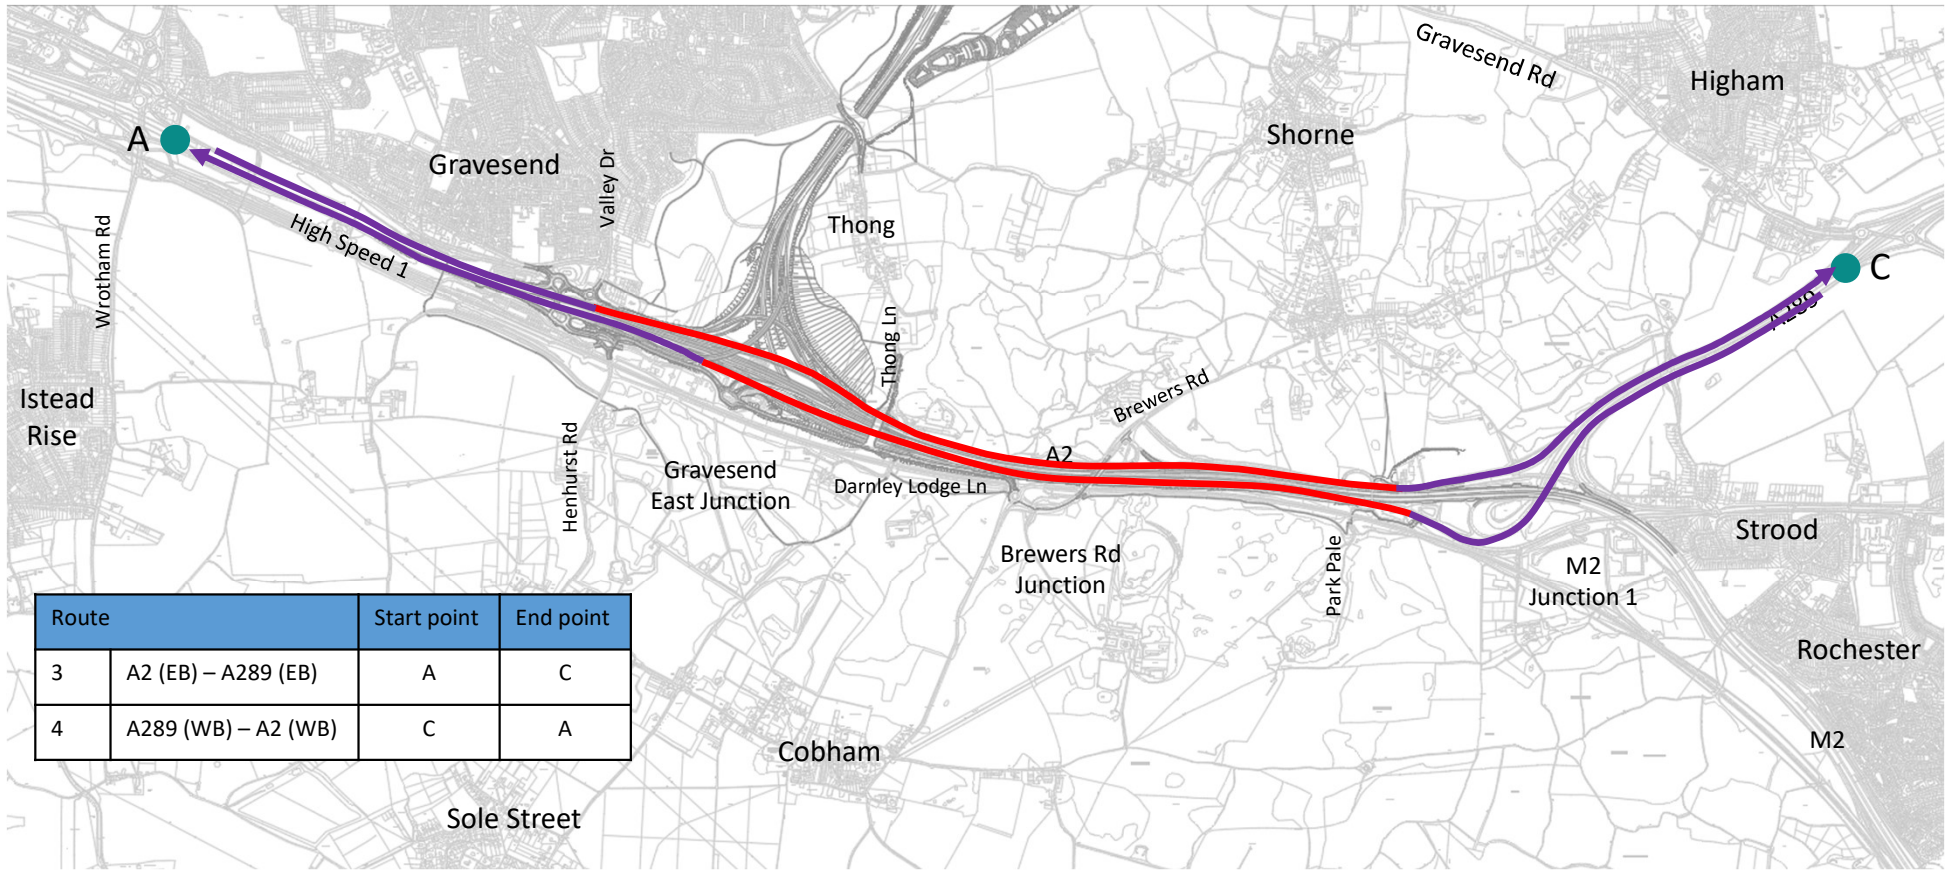 Gravesend Rd
Higham
A
Gravesend
Valley Dr
Shorne
Wrotham Rd
High Speed 1
Thong
C
A289
Thong Ln
Istead
Rise
Brewers Rd
Henhurst Rd
Gravesend
East Junction
A2
Darnley Lodge Ln
Brewers Rd
Junction
Park Pale
M2
Junction 1
Strood
Rochester
M2
Route Start point End point
3 A2 (EB) – A289 (EB) A C
4 A289 (WB) – A2 (WB) C A
Cobham
Sole Street